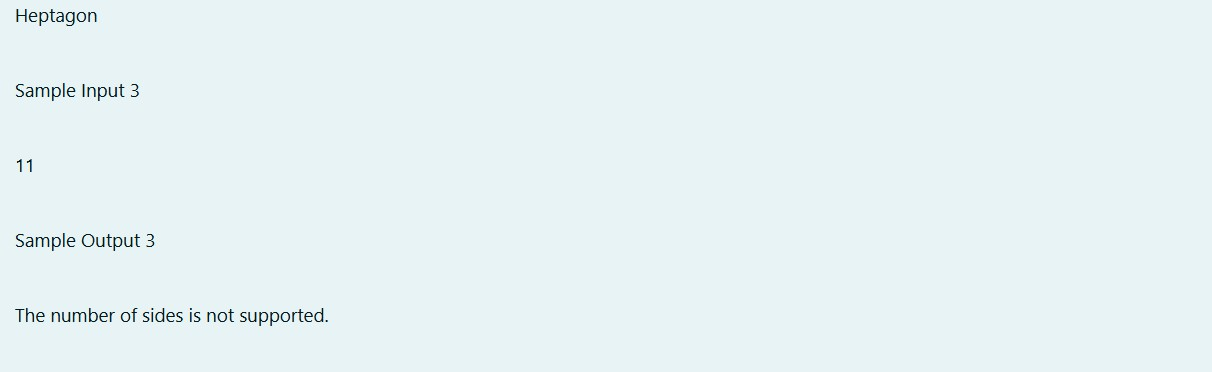 Heptagon
Sample Input 3
11
Sample Output 3
The number of sides is not supported.